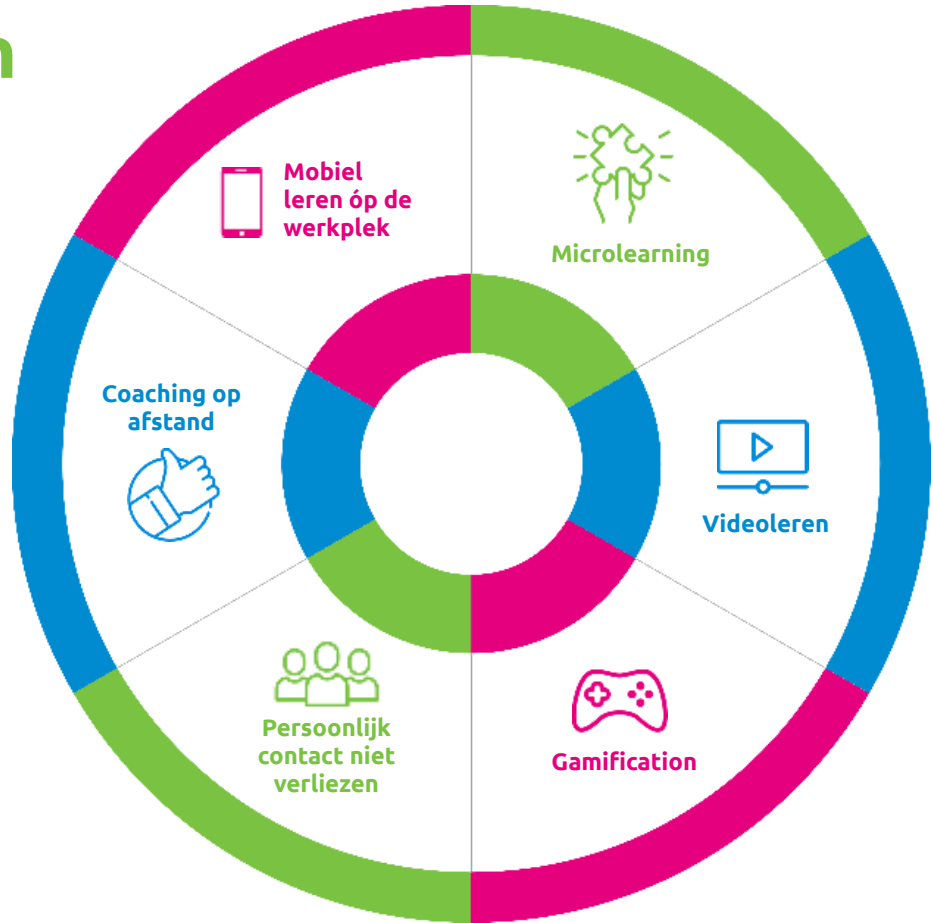 n
Mobiel
leren óp de
werkplek
Microlearning
Coaching op
afstand
Videoleren
Persoonlijk
contact niet
verliezen
Gamification